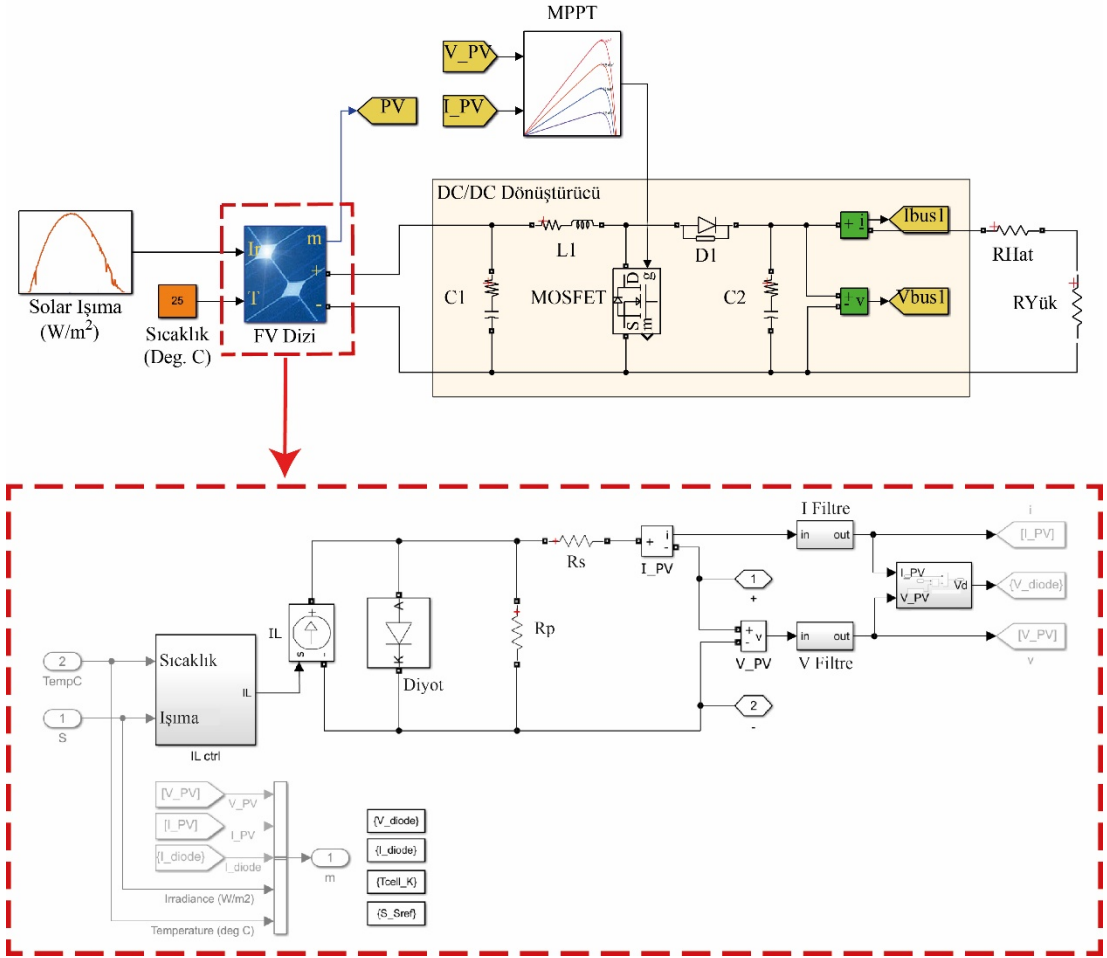 MPPT
V_PV
I_PV
PV
DC/DC Dönüştürücü
Ir
m
T
+
-
Solar Işıma
(W/m²)
25
Sıcaklık
(Deg. C)
FV Dizi
C1
L1
MOSFET
D
g
S
m
D1
C2
+ i
-
+
- v
Ibus1
Vbus1
RHat
RYük
I Filtre
in out
i
[I_PV]
+ i
-
I_PV
Rs
1
+
I_PV
V_PV
Vd
{V_diode}
[V_PV]
v
+
- v
V_PV
in out
V Filtre
2
-
Rp
A
K
Diyot
IL
+
s -
2
TempC
1
S
Sıcaklık
Işıma
IL
IL ctrl
[V_PV]
V_PV
[I_PV]
I_PV
{I_diode}
I_diode
Irradiance (W/m2)
Temperature (deg C)
1
m
{V_diode}
{I_diode}
{Tcell_K}
{S_Sref}